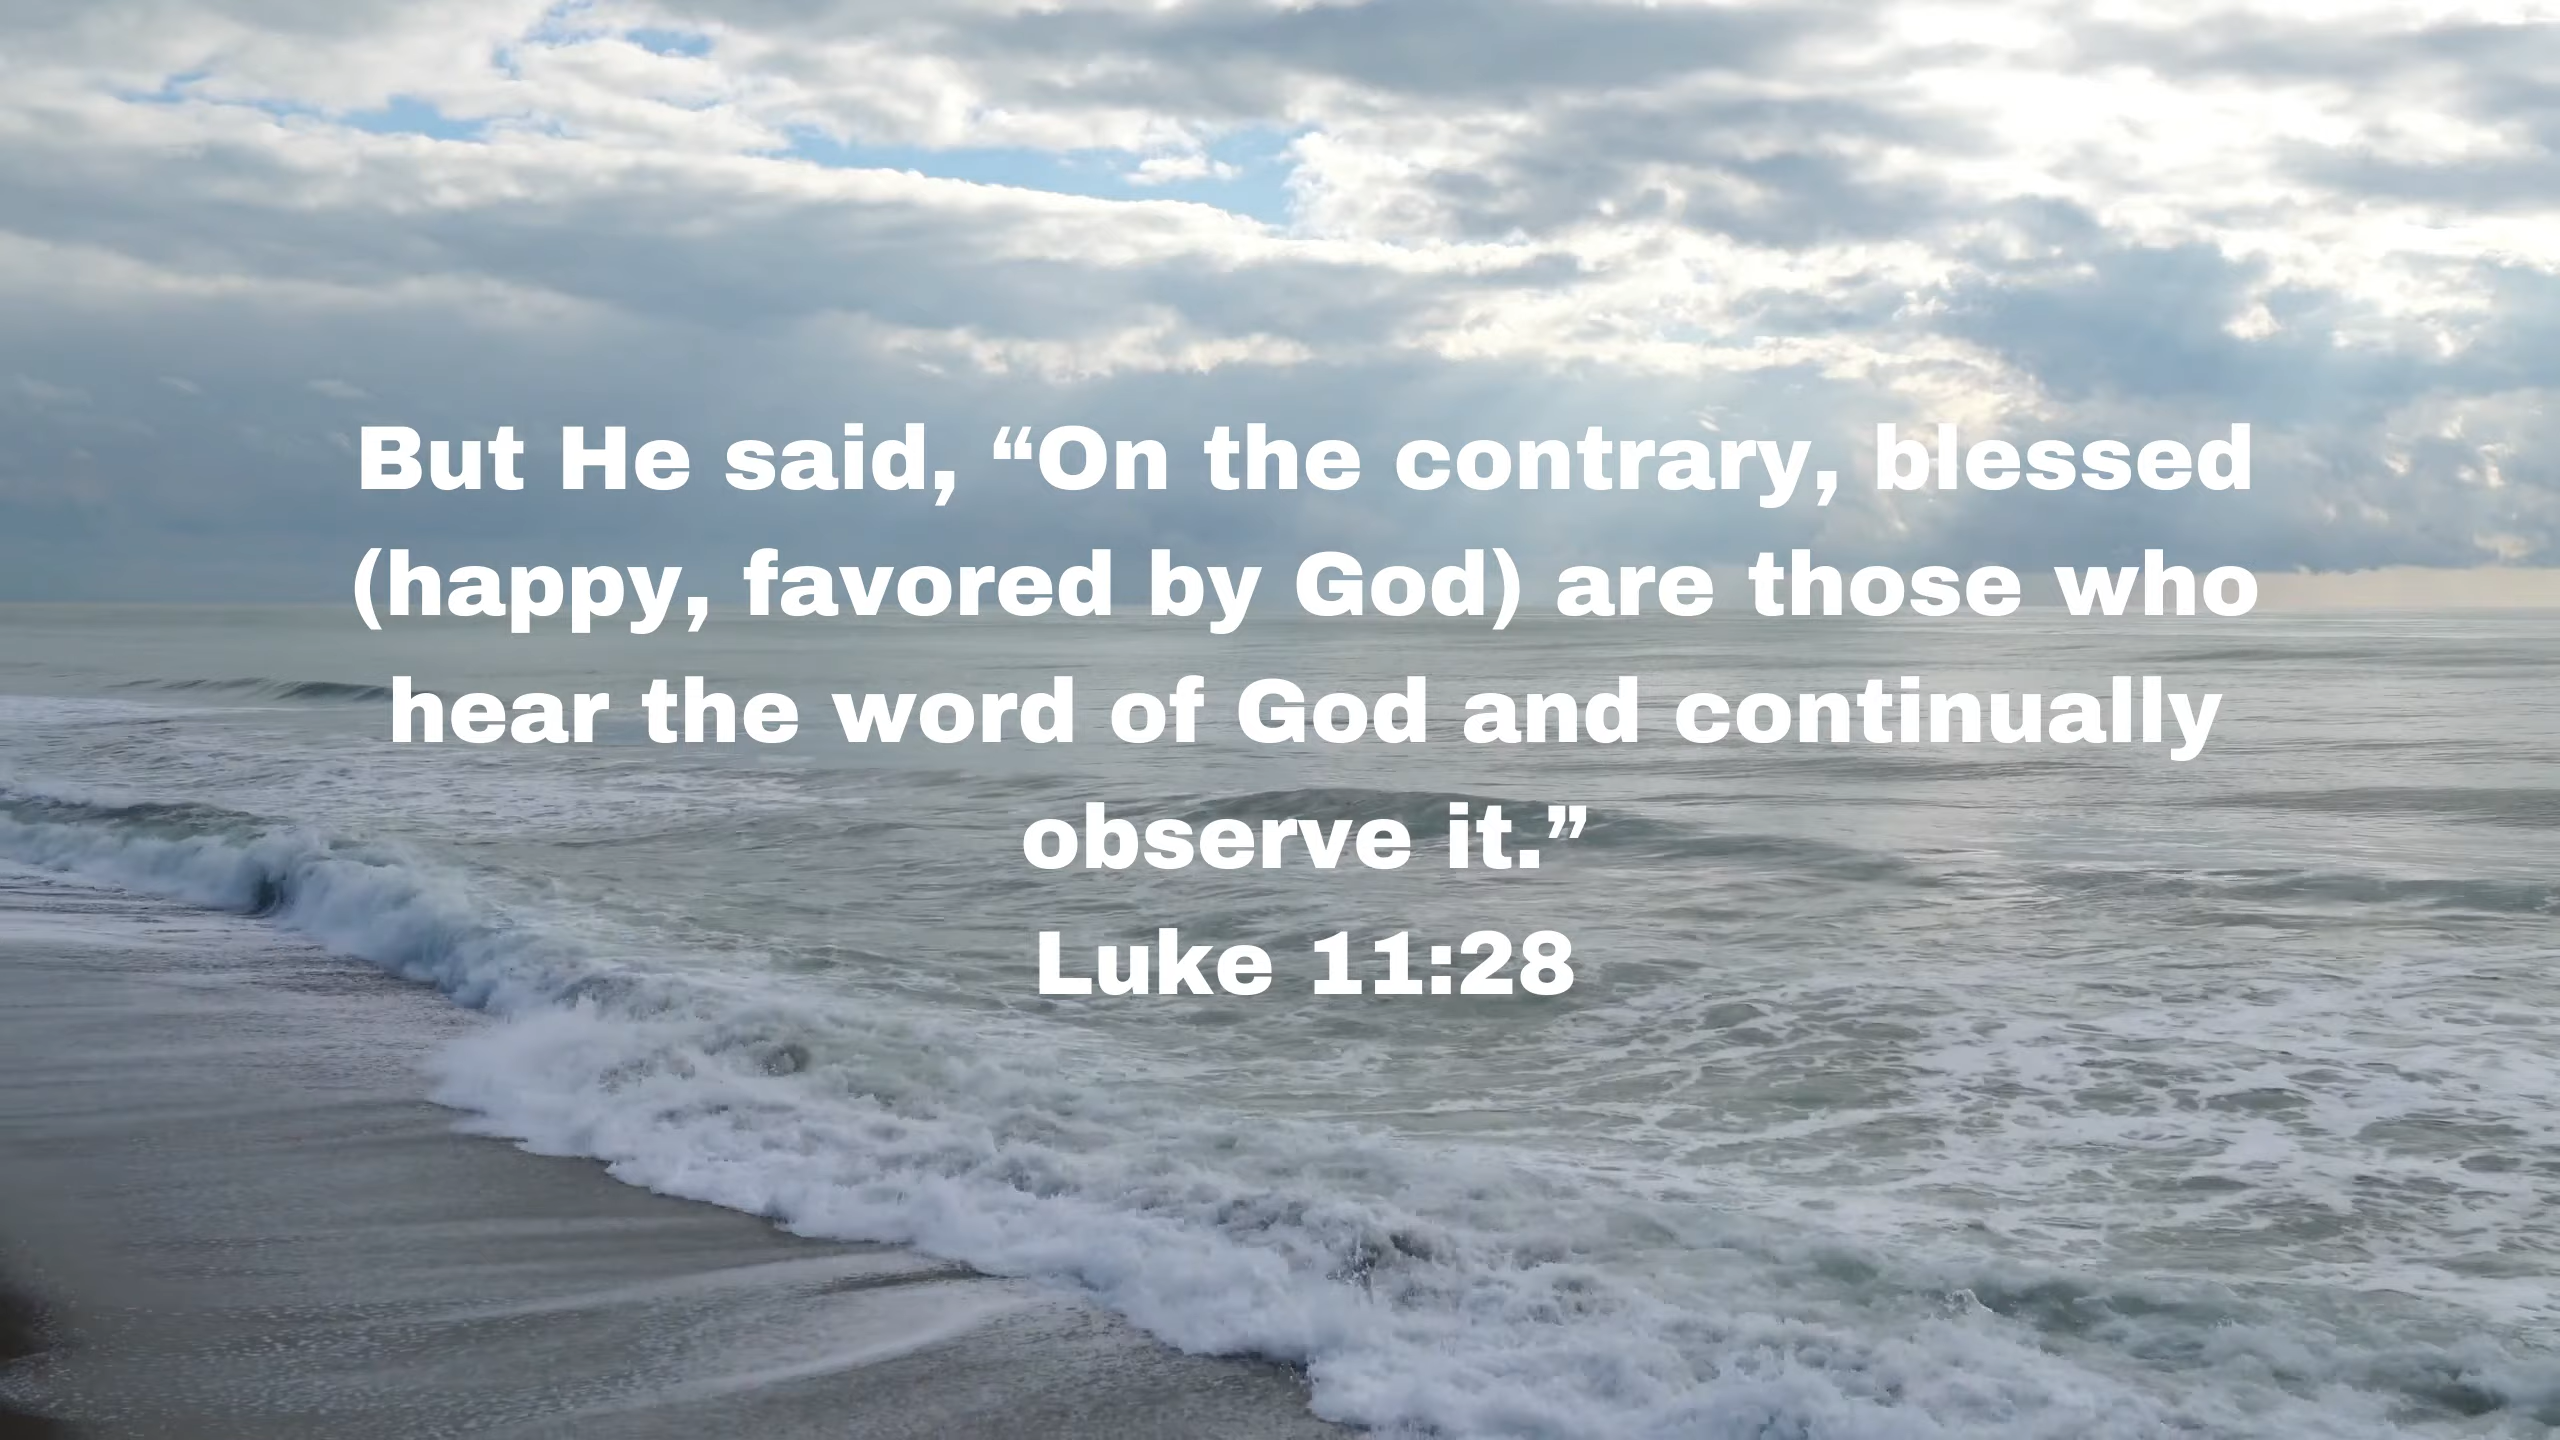 But He said, “On the contrary, blessed
(happy, favored by God) are those who
hear the word of God and continually
observe it.”
Luke 11:28